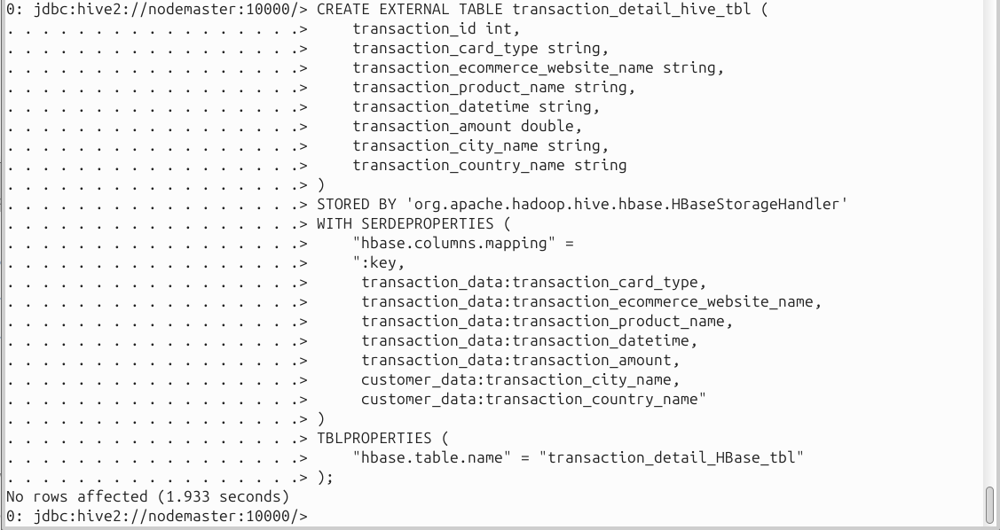 0: jdbc:hive2://nodemaster:10000/> CREATE EXTERNAL TABLE transaction_detail_hive_tbl (
. . . . . . . . . . . . . . . . .>     transaction_id int,
. . . . . . . . . . . . . . . . .>     transaction_card_type string,
. . . . . . . . . . . . . . . . .>     transaction_ecommerce_website_name string,
. . . . . . . . . . . . . . . . .>     transaction_product_name string,
. . . . . . . . . . . . . . . . .>     transaction_datetime string,
. . . . . . . . . . . . . . . . .>     transaction_amount double,
. . . . . . . . . . . . . . . . .>     transaction_city_name string,
. . . . . . . . . . . . . . . . .>     transaction_country_name string
. . . . . . . . . . . . . . . . .> )
. . . . . . . . . . . . . . . . .> STORED BY 'org.apache.hadoop.hive.hbase.HBaseStorageHandler'
. . . . . . . . . . . . . . . . .> WITH SERDEPROPERTIES (
. . . . . . . . . . . . . . . . .>     "hbase.columns.mapping" =
. . . . . . . . . . . . . . . . .>     ":key,
. . . . . . . . . . . . . . . . .>      transaction_data:transaction_card_type,
. . . . . . . . . . . . . . . . .>      transaction_data:transaction_ecommerce_website_name,
. . . . . . . . . . . . . . . . .>      transaction_data:transaction_product_name,
. . . . . . . . . . . . . . . . .>      transaction_data:transaction_datetime,
. . . . . . . . . . . . . . . . .>      transaction_data:transaction_amount,
. . . . . . . . . . . . . . . . .>      customer_data:transaction_city_name,
. . . . . . . . . . . . . . . . .>      customer_data:transaction_country_name"
. . . . . . . . . . . . . . . . .> )
. . . . . . . . . . . . . . . . .> TBLPROPERTIES (
. . . . . . . . . . . . . . . . .>     "hbase.table.name" = "transaction_detail_HBase_tbl"
. . . . . . . . . . . . . . . . .> );
No rows affected (1.933 seconds)
0: jdbc:hive2://nodemaster:10000/>